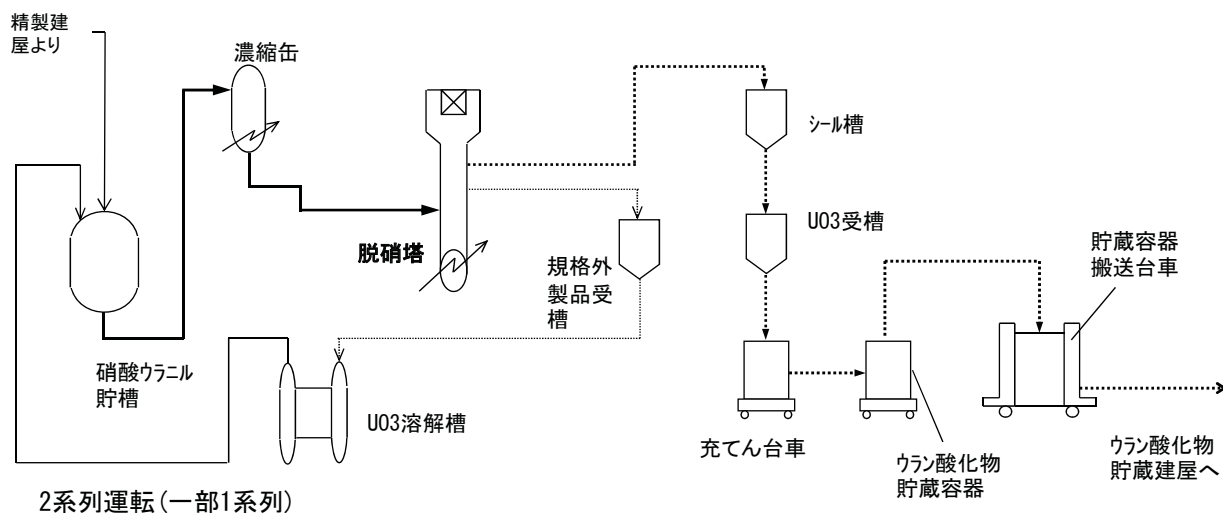 精製建
屋より
濃縮缶
シール槽
脱硝塔
UO3受槽
規格外
製品受
槽
貯蔵容器
搬送台車
硝酸ウラニル
貯槽
UO3溶解槽
充てん台車
ウラン酸化物
貯蔵容器
ウラン酸化物
貯蔵建屋へ
2系列運転(一部1系列)